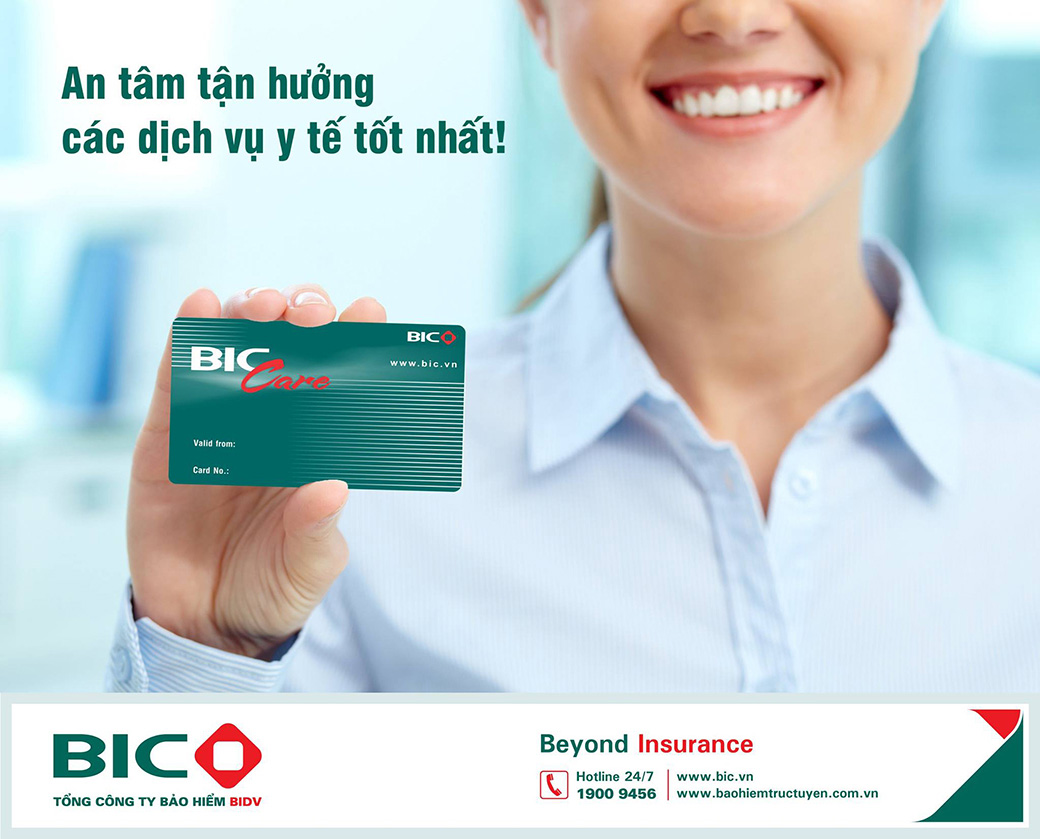 An tâm tận hưởng
các dịch vụ y tế tốt nhất!
BIC
www.bic.vn
BIC
Care
Valid from:
Card No.:
BIC
TỔNG CÔNG TY BẢO HIỂM BIDV
Beyond Insurance
Hotline 24/7
1900 9456
www.bic.vn
www.baohiemtructuyen.com.vn